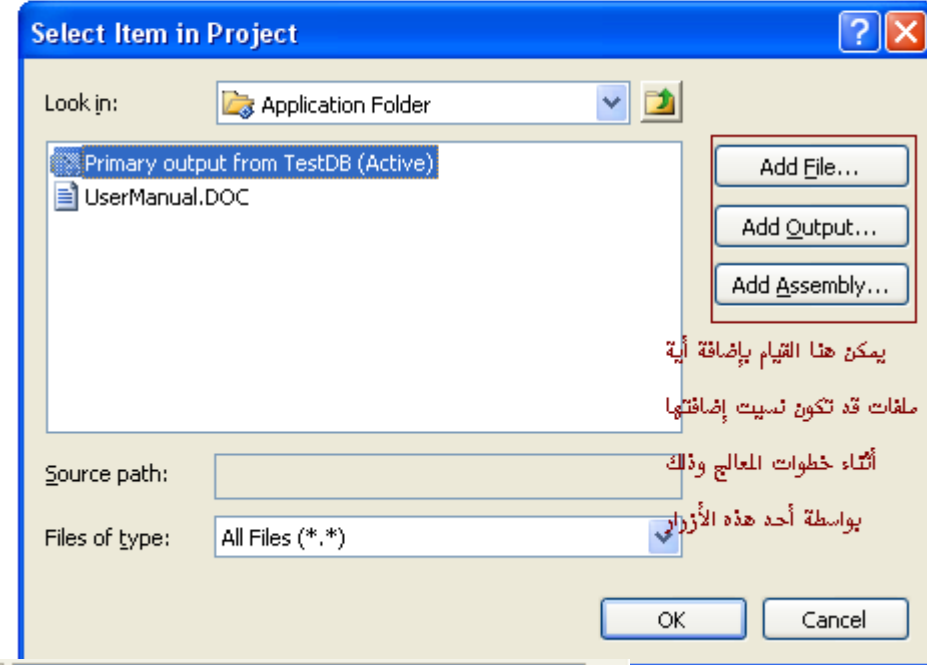 Select Item in Project
Look in:
Application Folder
Primary output from TestDB (Active)
UserManual.DOC
Add File...
Add Output...
Add Assembly...
يمكن هنا القيام بإضافة أية
ملفات قد تكون نسيت إضافتها
أثناء خطوات المعالج وذلك
بواسطة أحد هذه الأزرار
Source path:
Files of type:
All Files (*.*)
OK
Cancel